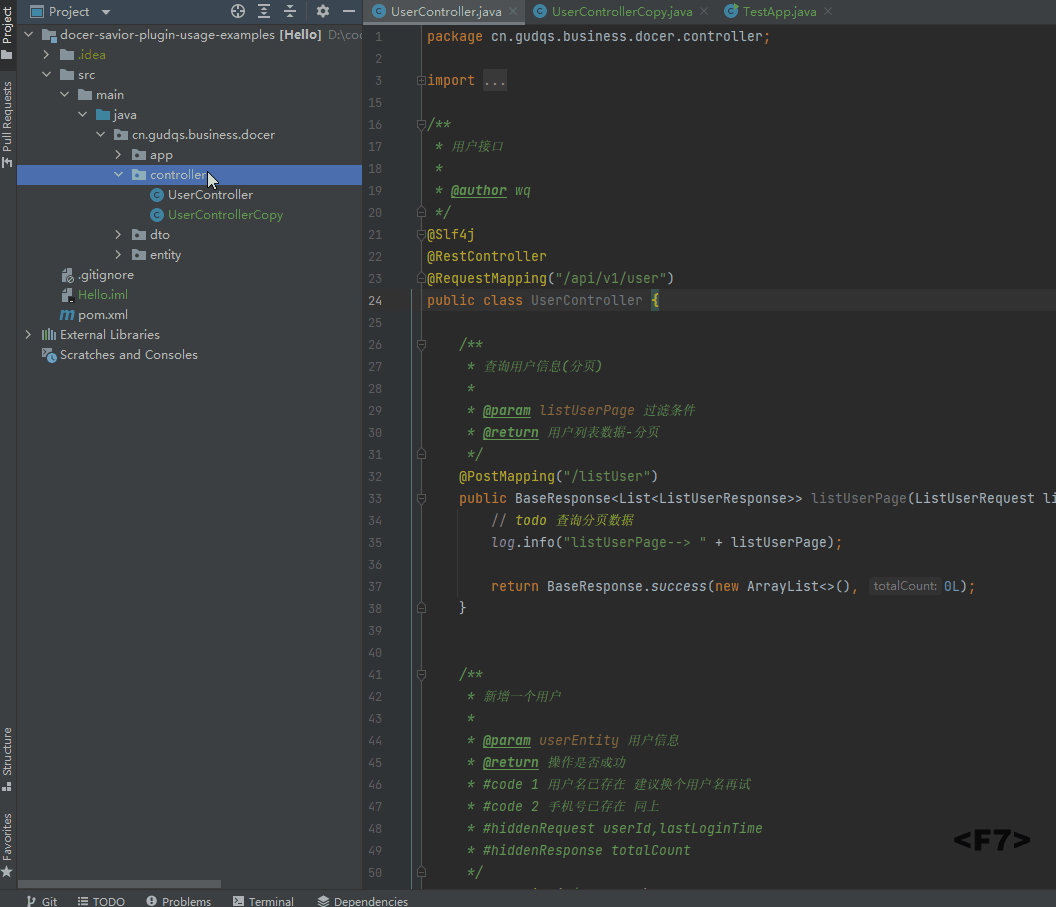 Project
UserController.java
UserControllerCopy.java
TestApp.java
Project
Pull Requests
Structure
Favorites
docer-savior-plugin-usage-examples [Hello]
.idea
src
main
java
cn.gudqs.business.docer
app
controller
UserController
UserControllerCopy
dto
entity
.gitignore
Hello.iml
pom.xml
External Libraries
Scratches and Consoles
1 package cn.gudqs.business.docer.controller;
2
3 import ...
15
16 /**
17 * 用户接口
18 *
19 * @author wq
20 */
21 @Slf4j
22 @RestController
23 @RequestMapping("/api/v1/user")
24 public class UserController {
25
26 /**
27 * 查询用户信息(分页)
28 *
29 * @param listUserPage 过滤条件
30 * @return 用户列表数据-分页
31 */
32 @PostMapping("/listUser")
33 public BaseResponse<List<ListUserResponse>> listUserPage(ListUserRequest li
34 // todo 查询分页数据
35 log.info("listUserPage--> " + listUserPage);
36
37 return BaseResponse.success(new ArrayList<>(), totalCount: 0L);
38 }
39
40
41 /**
42 * 新增一个用户
43 *
44 * @param userEntity 用户信息
45 * @return 操作是否成功
46 * #code 1 用户名已存在 建议换个用户名再试
47 * #code 2 手机号已存在 同上
48 * #hiddenRequest userId,lastLoginTime
49 * #hiddenResponse totalCount
50 */
<F7>
Git
TODO
Problems
Terminal
Dependencies